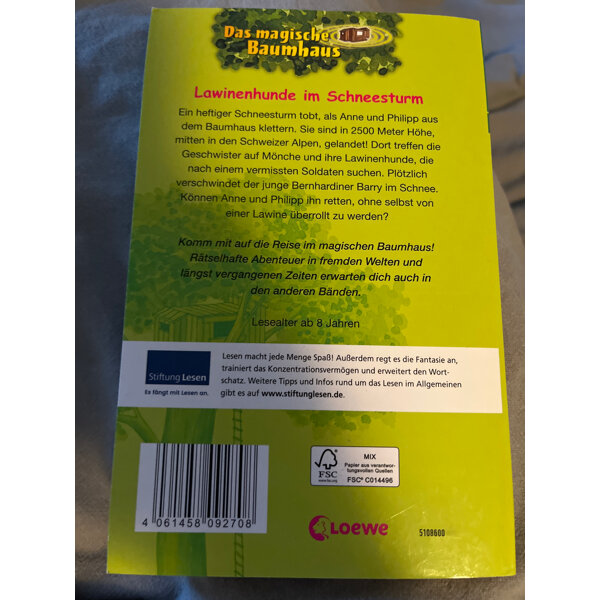 Das magische
Baumhaus
Lawinenhunde im Schneesturm
Ein heftiger Schneesturm tobt, als Anne und Philipp aus
dem Baumhaus klettern. Sie sind in 2500 Meter Höhe,
mitten in den Schweizer Alpen, gelandet! Dort treffen die
Geschwister auf Mönche und ihre Lawinenhunde, die
nach einem vermissten Soldaten suchen. Plötzlich
verschwindet der junge Bernhardiner Barry im Schnee.
Können Anne und Philipp ihn retten, ohne selbst von
einer Lawine überrollt zu werden?
Komm mit auf die Reise im magischen Baumhaus!
Rätselhafte Abenteuer in fremden Welten und
längst vergangenen Zeiten erwarten dich auch in
den anderen Bänden.
Lesealter ab 8 Jahren
Stiftung Lesen
Es fängt mit Lesen an.
Lesen macht jede Menge Spaß! Außerdem regt es die Fantasie an,
trainiert das Konzentrationsvermögen und erweitert den Wort-
schatz. Weitere Tipps und Infos rund um das Lesen im Allgemeinen
gibt es auf www.stiftunglesen.de.
FSC
www.fsc.org
MIX
Papier aus verantwor-
tungsvollen Quellen
FSC® C014496
4 061458 092708
Loewe
5108600